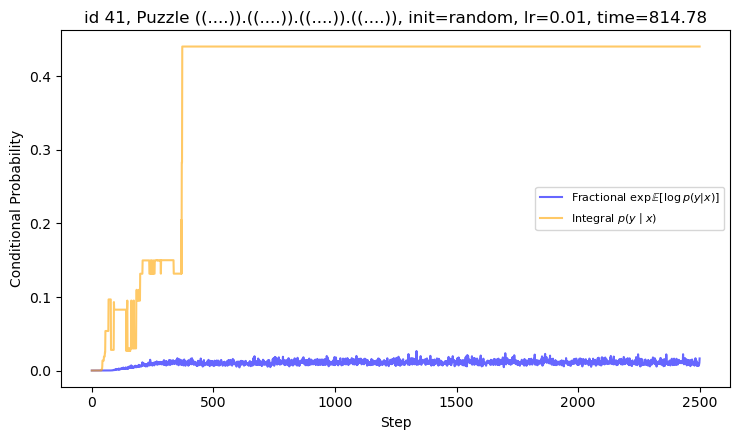 id 41, Puzzle ((....)).((....)).((....)).((....)), init=random, lr=0.01, time=814.78
Conditional Probability
0.4
0.3
0.2
0.1
0.0
Fractional exp𝔼[log p(y|x)]
Integral p(y | x)
0 500 1000 1500 2000 2500
Step